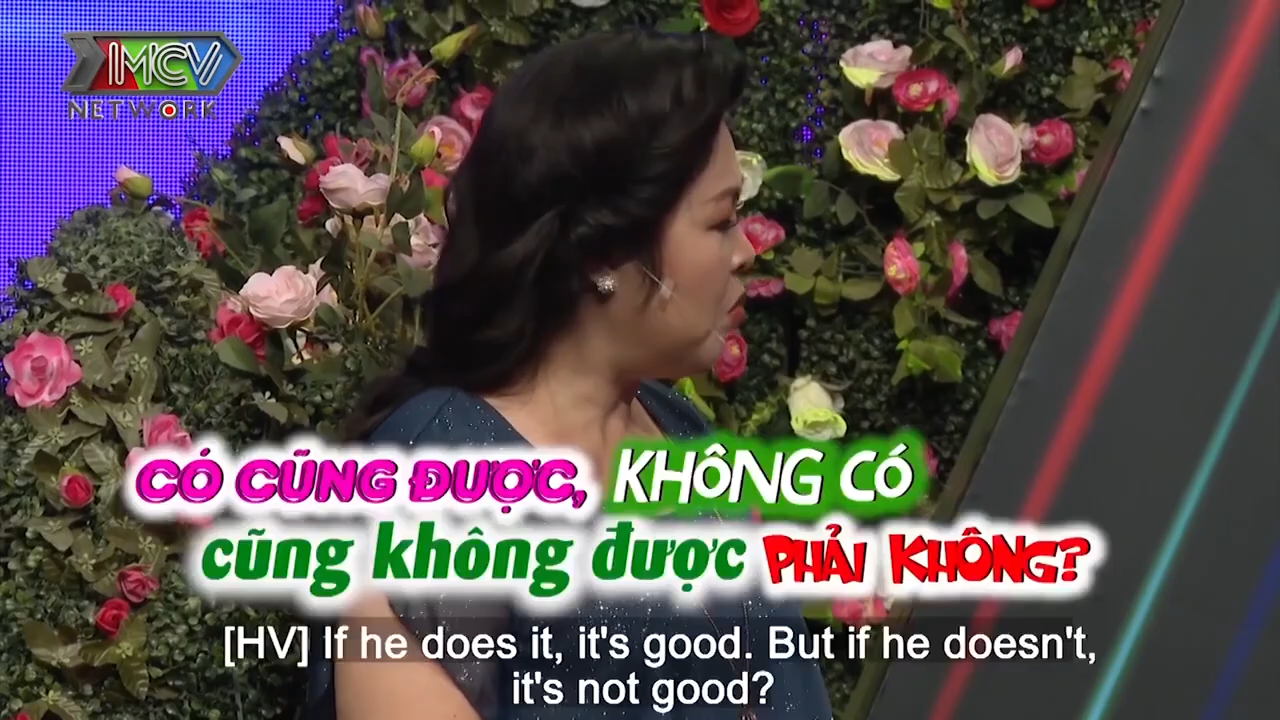 MCV
NETWORK
CÓ CŨNG ĐƯỢC, KHÔNG CÓ
cũng không được PHẢI KHÔNG?
[HV] If he does it, it's good. But if he doesn't,
it's not good?